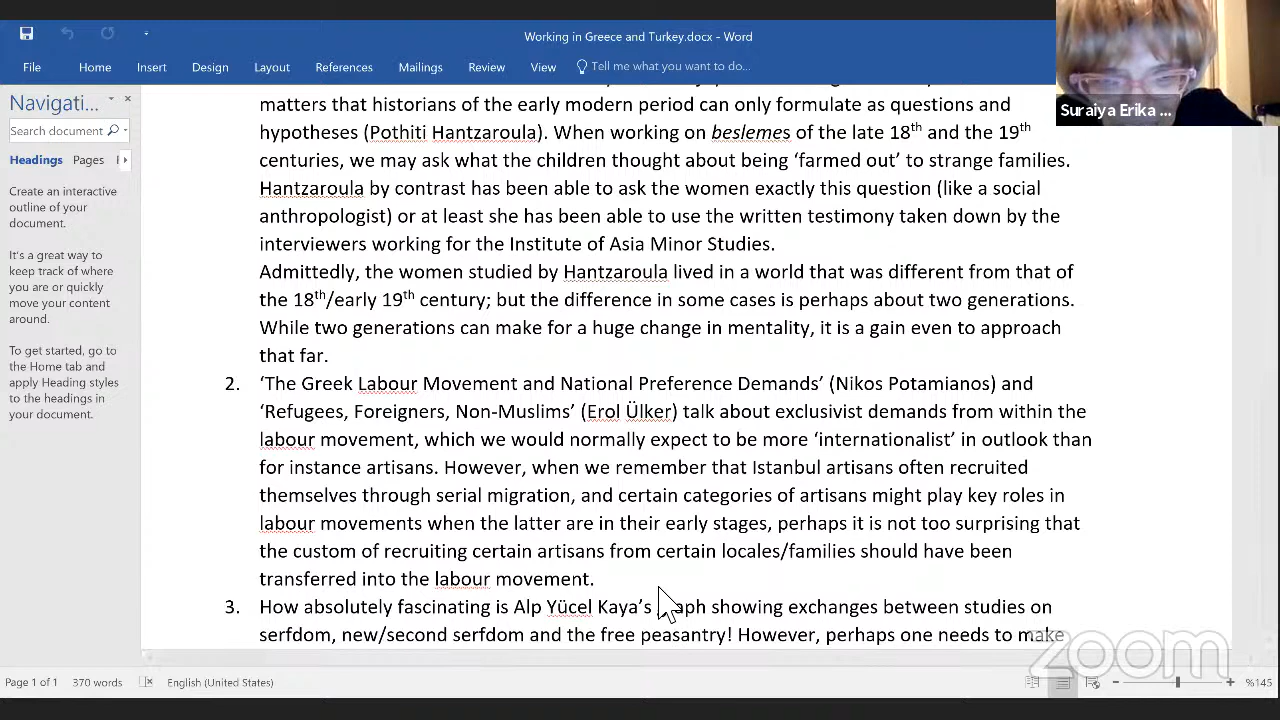 Working in Greece and Turkey.docx - Word
File Home Insert Design Layout References Mailings Review View Tell me what you want to do...
Suraiya Erika ...
Navigati...
Search document
Headings Pages
Create an interactive
outline of your
document.
It's a great way to
keep track of where
you are or quickly
move your content
around.
To get started, go to
the Home tab and
apply Heading styles
to the headings in
your document.
matters that historians of the early modern period can only formulate as questions and
hypotheses (Pothiti Hantzaroula). When working on beslemes of the late 18th and the 19th
centuries, we may ask what the children thought about being ‘farmed out’ to strange families.
Hantzaroula by contrast has been able to ask the women exactly this question (like a social
anthropologist) or at least she has been able to use the written testimony taken down by the
interviewers working for the Institute of Asia Minor Studies.
Admittedly, the women studied by Hantzaroula lived in a world that was different from that of
the 18th/early 19th century; but the difference in some cases is perhaps about two generations.
While two generations can make for a huge change in mentality, it is a gain even to approach
that far.
2. ‘The Greek Labour Movement and National Preference Demands’ (Nikos Potamianos) and
‘Refugees, Foreigners, Non-Muslims’ (Erol Ülker) talk about exclusivist demands from within the
labour movement, which we would normally expect to be more ‘internationalist’ in outlook than
for instance artisans. However, when we remember that Istanbul artisans often recruited
themselves through serial migration, and certain categories of artisans might play key roles in
labour movements when the latter are in their early stages, perhaps it is not too surprising that
the custom of recruiting certain artisans from certain locales/families should have been
transferred into the labour movement.
3. How absolutely fascinating is Alp Yücel Kaya’s showing exchanges between studies on
serfdom, new/second serfdom and the free peasantry! However, perhaps one needs to make
zoom
Page 1 of 1 370 words English (United States) %145